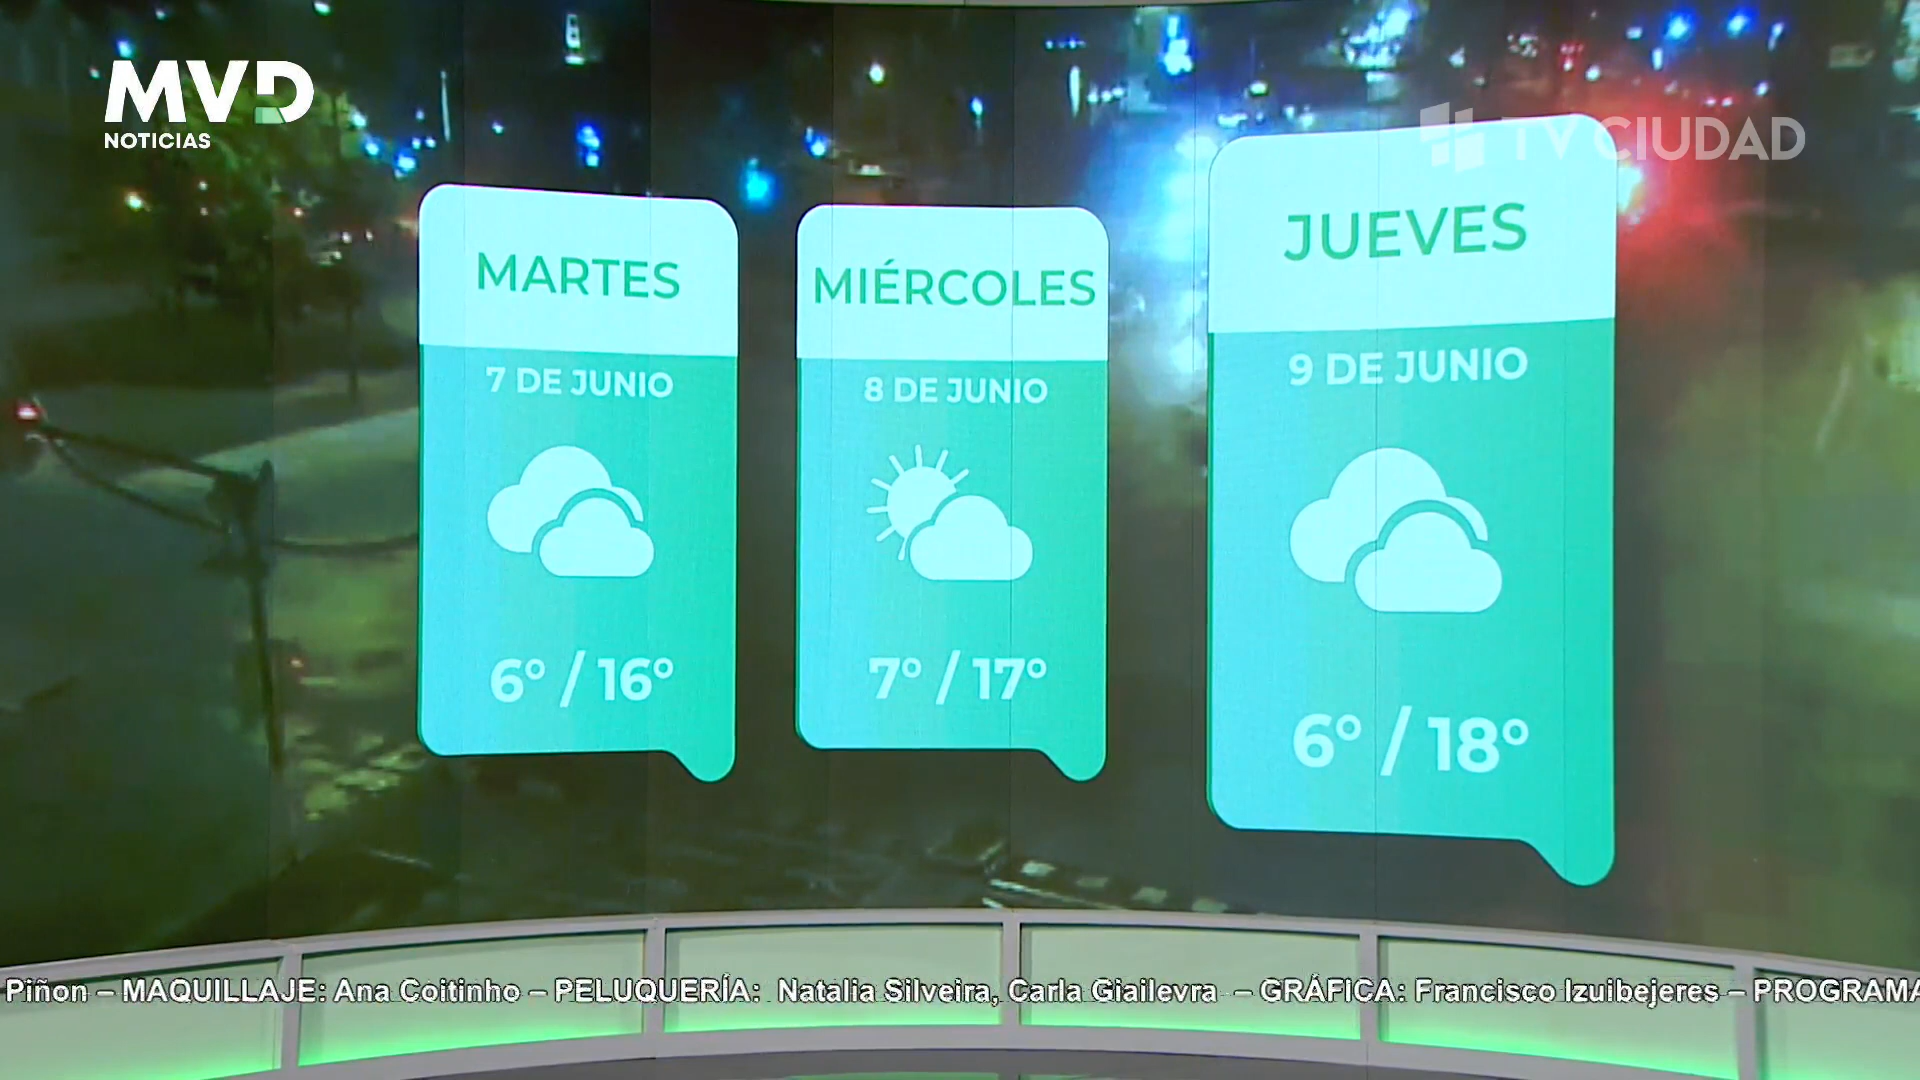 MVD
NOTICIAS
TV CIUDAD
MARTES
7 DE JUNIO
6° / 16°
MIÉRCOLES
8 DE JUNIO
7° / 17°
JUEVES
9 DE JUNIO
6° / 18°
Piñon – MAQUILLAJE: Ana Coitinho – PELUQUERÍA: Natalia Silveira, Carla Giailevra – GRÁFICA: Francisco Izuibejeres – PROGRAMA